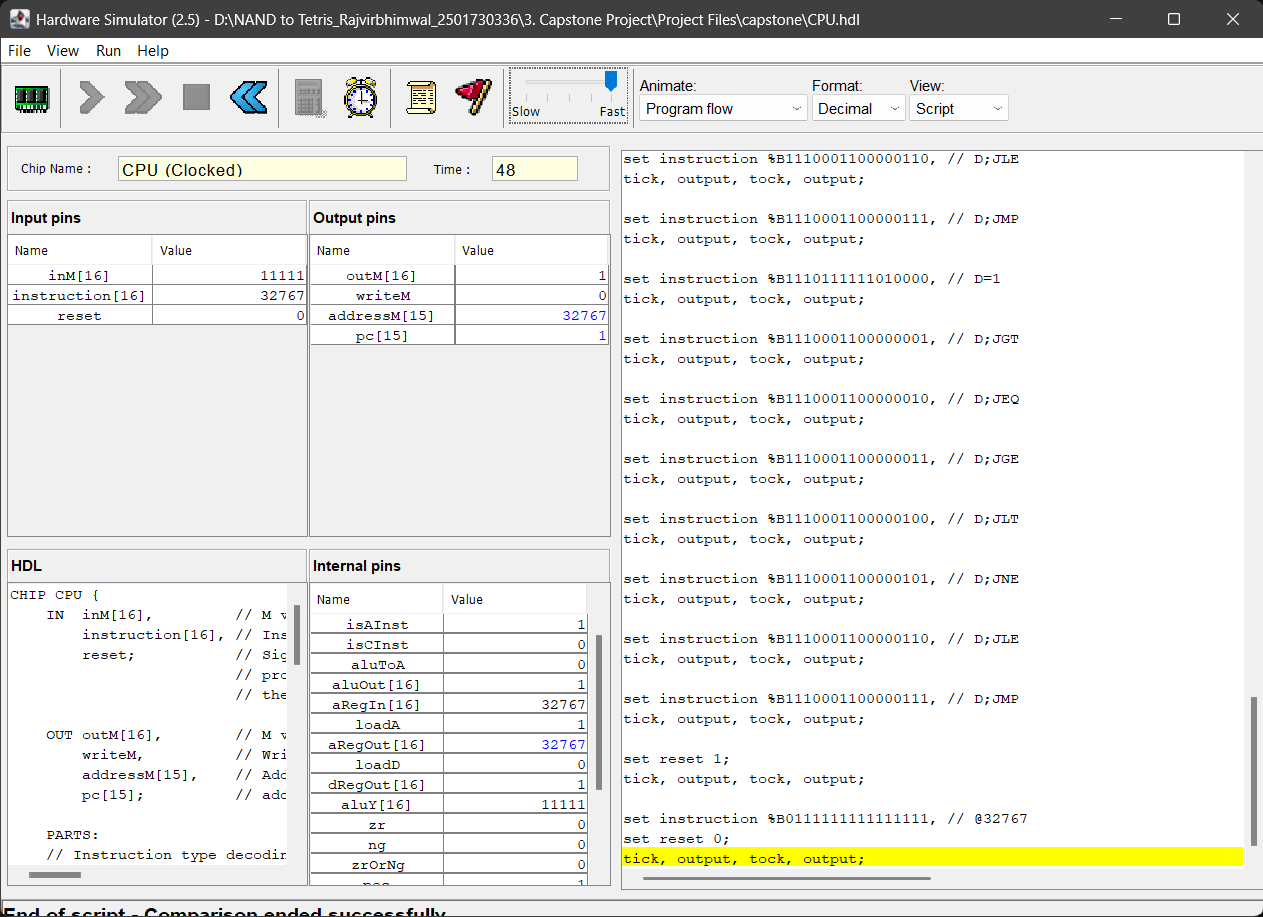 Hardware Simulator (2.5) - D:\NAND to Tetris_Rajvirbhimwal_2501730336\3. Capstone Project\Project Files\capstone\CPU.hdl
File View Run Help
Slow Fast
Animate: Format: View:
Program flow Decimal Script
Chip Name : CPU (Clocked) Time : 48
Input pins
Name Value
inM[16] 11111
instruction[16] 32767
reset 0
Output pins
Name Value
outM[16] 1
writeM 0
addressM[15] 32767
pc[15] 1
HDL
CHIP CPU {
IN inM[16], // M v
instruction[16], // Ins
reset; // Sig
// pro
// the
OUT outM[16], // M v
writeM, // Wri
addressM[15], // Add
pc[15]; // add
PARTS:
// Instruction type decodin
Internal pins
Name Value
isAInst 1
isCInst 0
aluToA 0
aluOut[16] 1
aRegIn[16] 32767
loadA 1
aRegOut[16] 32767
loadD 0
dRegOut[16] 1
aluY[16] 11111
zr 0
ng 0
zrOrNg 0
pos 1
set instruction %B1110001100000110, // D;JLE
tick, output, tock, output;
set instruction %B1110001100000111, // D;JMP
tick, output, tock, output;
set instruction %B1110111111010000, // D=1
tick, output, tock, output;
set instruction %B1110001100000001, // D;JGT
tick, output, tock, output;
set instruction %B1110001100000010, // D;JEQ
tick, output, tock, output;
set instruction %B1110001100000011, // D;JGE
tick, output, tock, output;
set instruction %B1110001100000100, // D;JLT
tick, output, tock, output;
set instruction %B1110001100000101, // D;JNE
tick, output, tock, output;
set instruction %B1110001100000110, // D;JLE
tick, output, tock, output;
set instruction %B1110001100000111, // D;JMP
tick, output, tock, output;
set reset 1;
tick, output, tock, output;
set instruction %B0111111111111111, // @32767
set reset 0;
tick, output, tock, output;
End of script - Comparison ended successfully